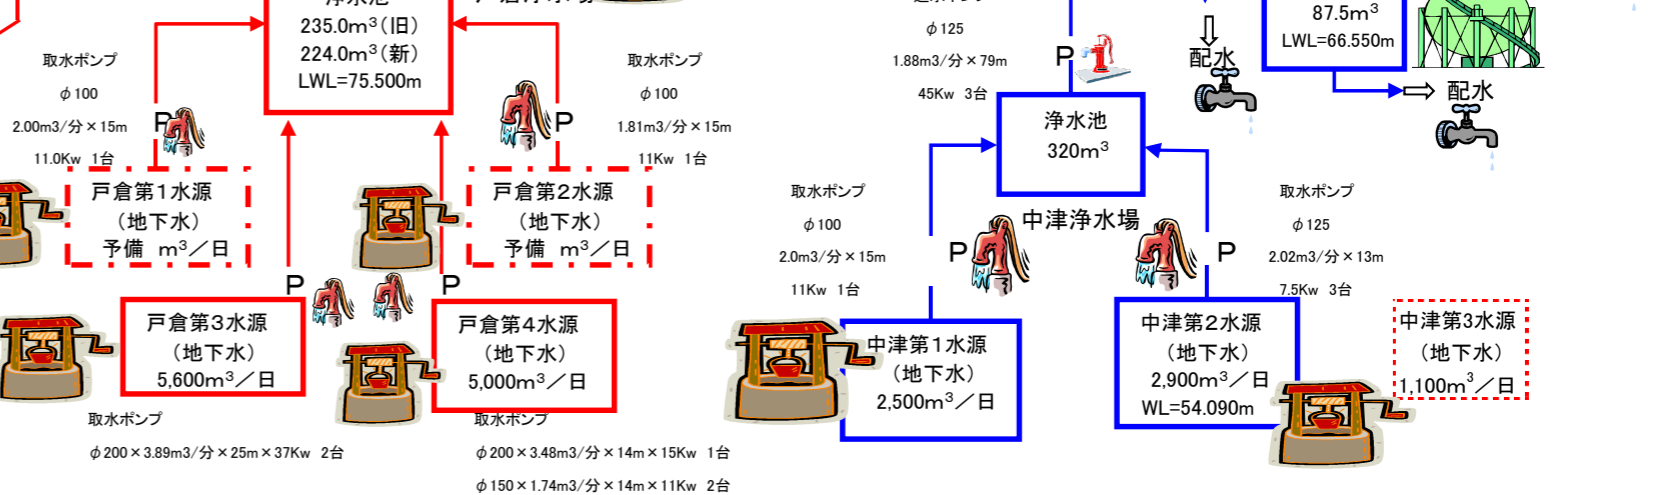 浄水池
235.0m³（旧）
224.0m³（新）
LWL=75.500m
取水ポンプ
φ100
2.00m3/分×15m
11.0Kw 1台
P
取水ポンプ
φ100
1.81m3/分×15m
11Kw 1台
P
戸倉第１水源
（地下水）
予備 m³／日
戸倉第２水源
（地下水）
予備 m³／日
P
P
戸倉第３水源
（地下水）
5,600m³／日
戸倉第４水源
（地下水）
5,000m³／日
取水ポンプ
φ200×3.89m3/分×25m×37Kw 2台
取水ポンプ
φ200×3.48m3/分×14m×15Kw 1台
φ150×1.74m3/分×14m×11Kw 2台
φ125
1.88m3/分×79m
45Kw 3台
P
配水
87.5m³
LWL=66.550m
配水
浄水池
320m³
中津浄水場
取水ポンプ
φ100
2.0m3/分×15m
11Kw 1台
P
P
取水ポンプ
φ125
2.02m3/分×13m
7.5Kw 3台
中津第１水源
（地下水）
2,500m³／日
中津第２水源
（地下水）
2,900m³／日
WL=54.090m
中津第3水源
（地下水）
1,100m³／日